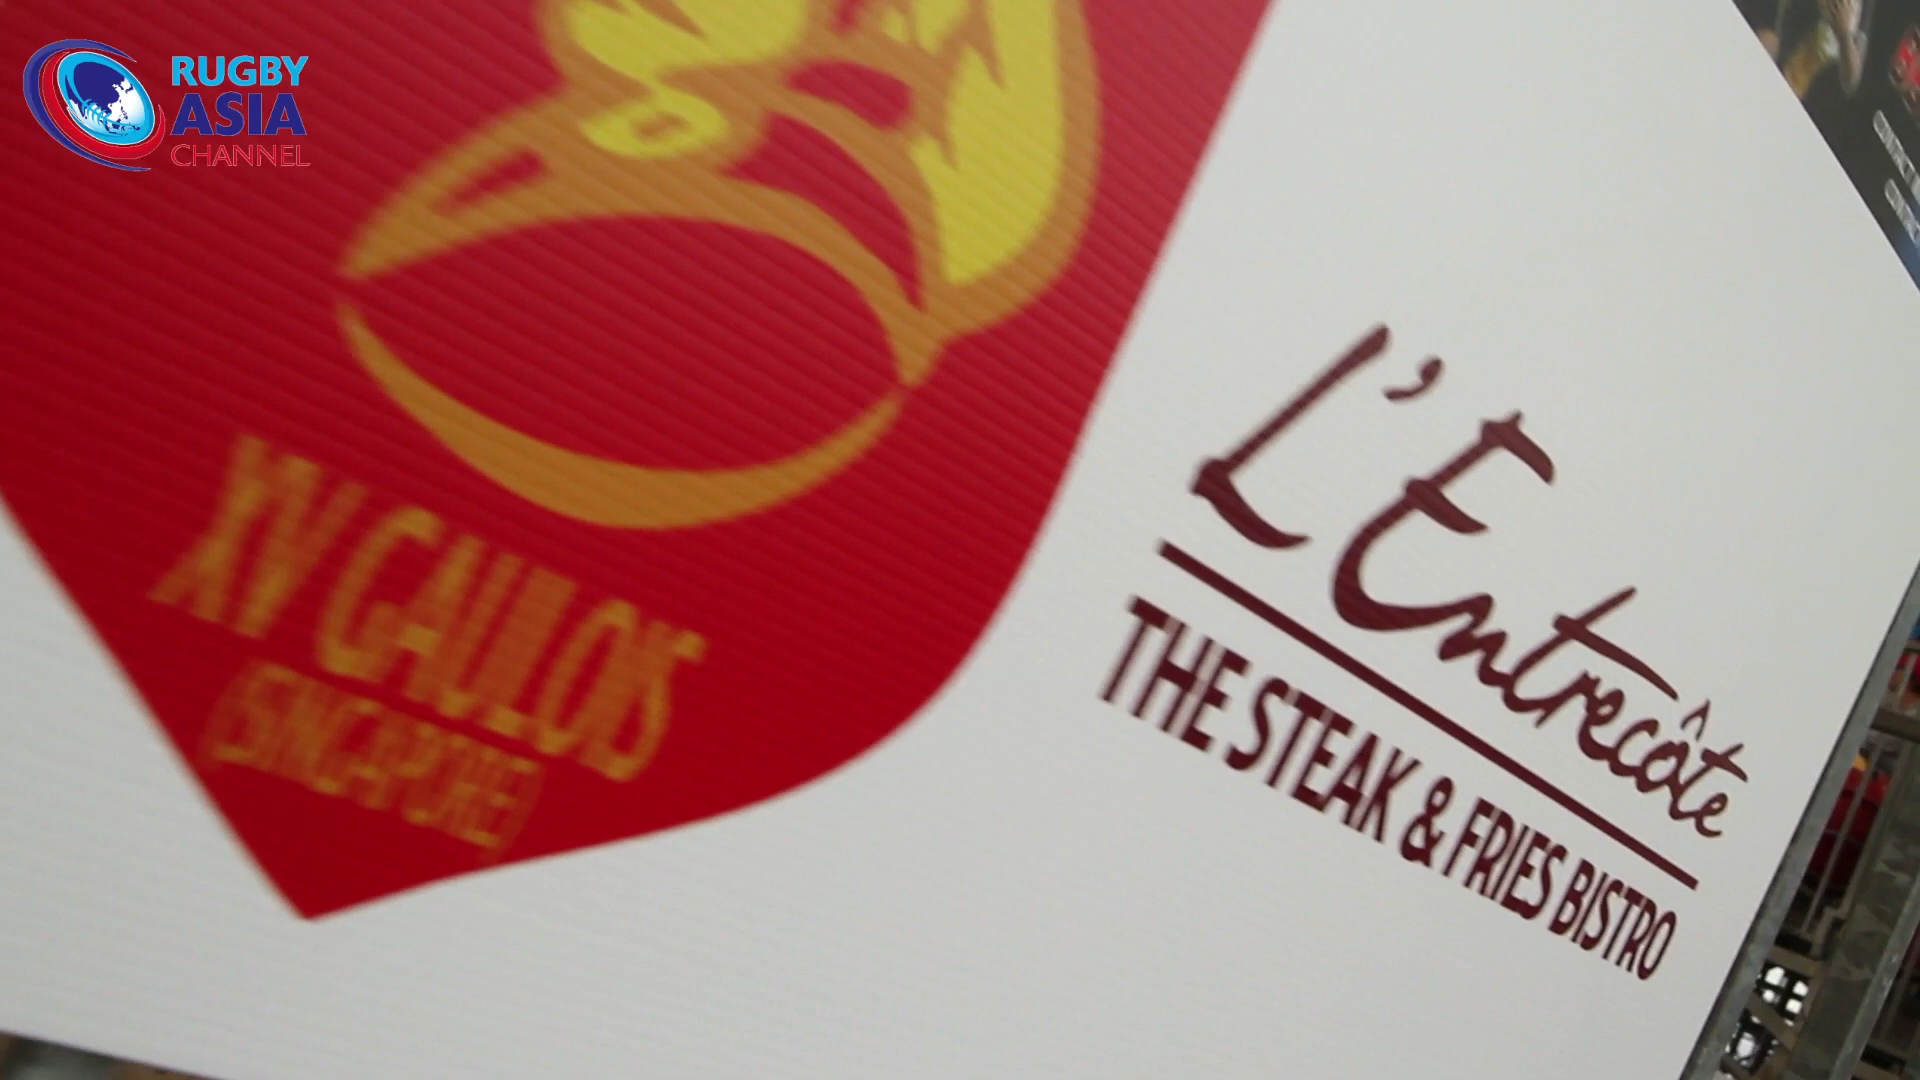 RUGBY
ASIA
CHANNEL
XV GAULOIS
(SINGAPORE)
L'Entrecôte
THE STEAK & FRIES BISTRO